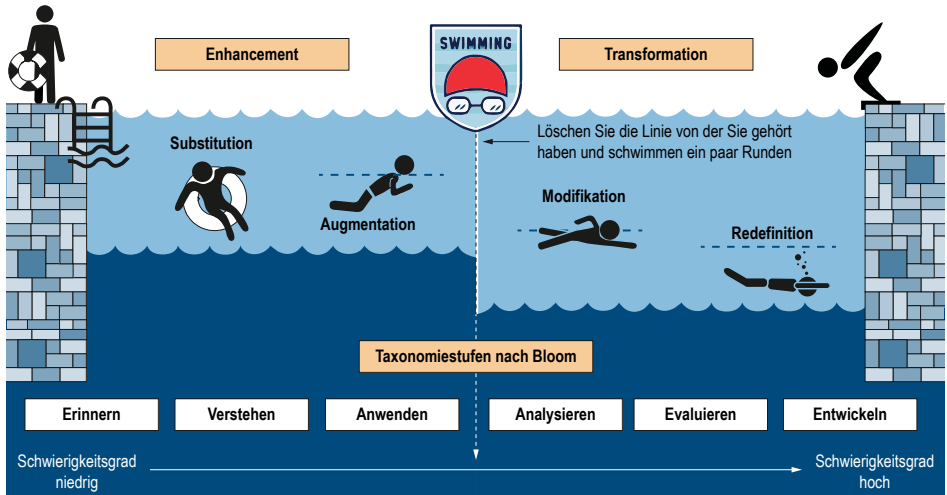 Enhancement
SWIMMING
Transformation
Löschen Sie die Linie von der Sie gehört
haben und schwimmen ein paar Runden
Substitution
Augmentation
Modifikation
Redefinition
Taxonomiestufen nach Bloom
Erinnern
Verstehen
Anwenden
Analysieren
Evaluieren
Entwickeln
Schwierigkeitsgrad
niedrig
Schwierigkeitsgrad
hoch